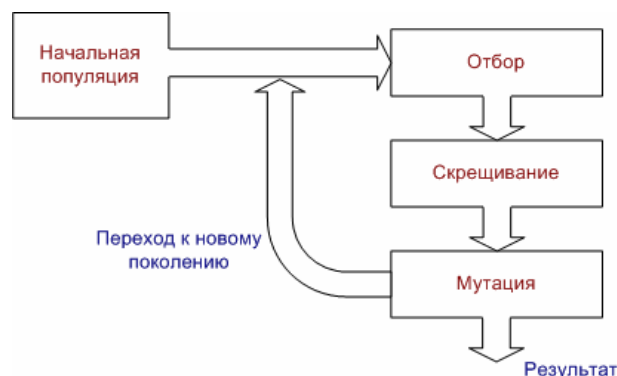 Начальная
популяция
Отбор
Скрещивание
Переход к новому
поколению
Мутация
Результат